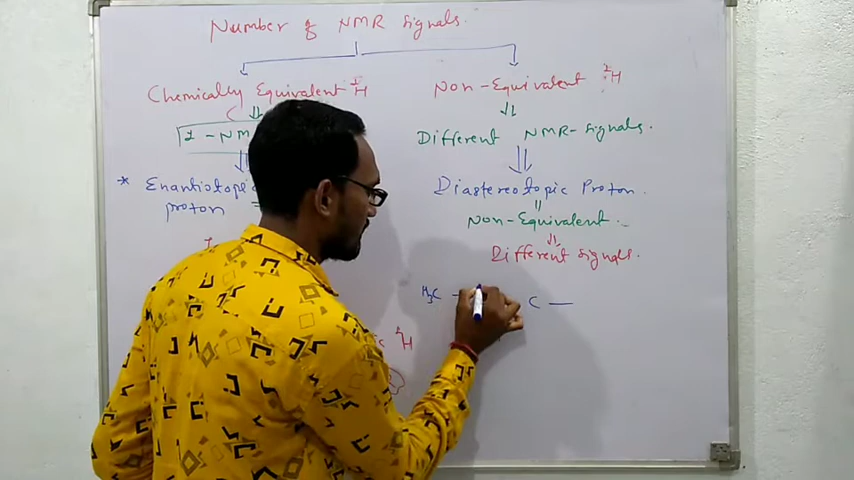 Number of NMR signals.
Chemically Equivalent ¹H
1 - NM
* Enantiotopic
proton
H
Non-Equivalent ¹H
Different NMR-signals.
Diastereotopic Proton.
Non-Equivalent.
Different signals.
H₃C — C —